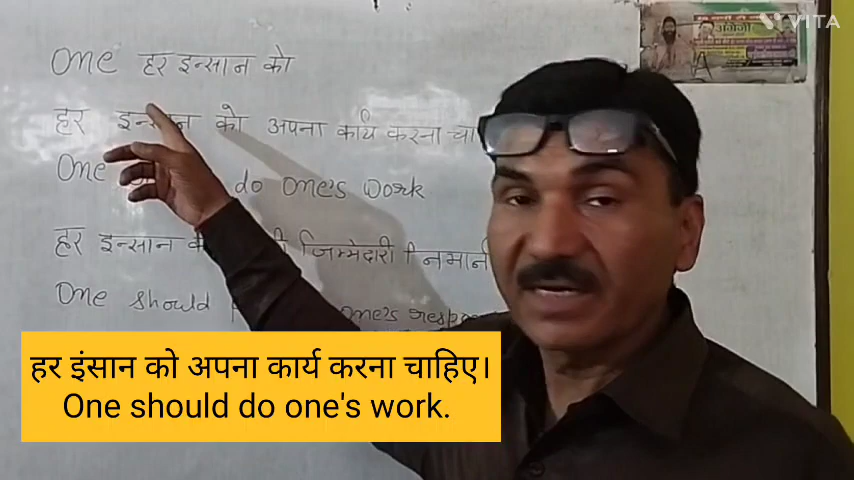 VITA
अंग्रेजी
A
One हर इन्सान को
हर इन्सान को अपना कार्य करना चा
One do one's work
हर इन्सान जिम्मेदारी
One should one's
हर इंसान को अपना कार्य करना चाहिए।
One should do one's work.